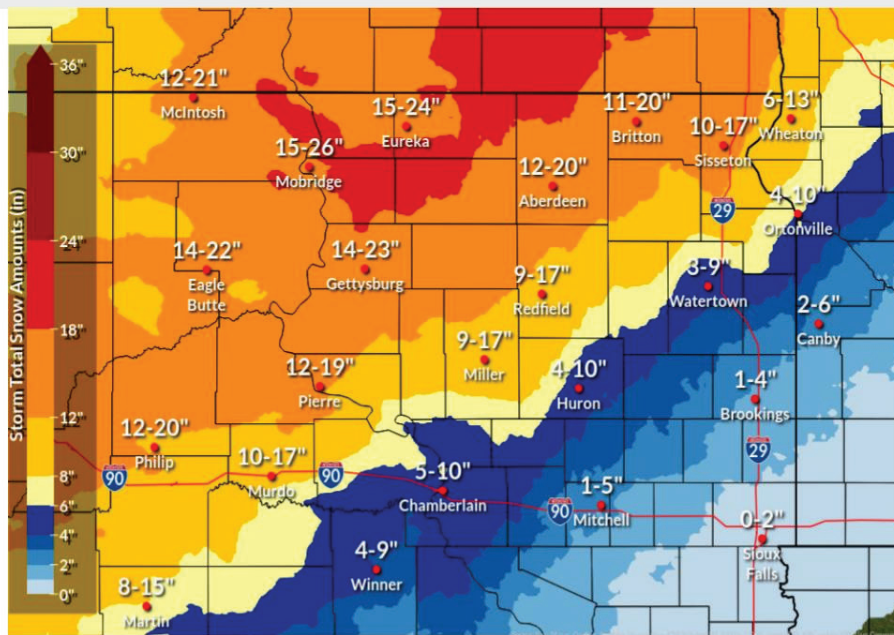 Storm Total Snow Amounts (in)
36"
30"
24"
18"
12"
8"
6"
4"
2"
0"
12-21"
McIntosh
15-24"
Eureka
11-20"
Britton
6-13"
Wheaton
10-17"
Sisseton
15-26"
Mobridge
12-20"
Aberdeen
4-10"
Ortonville
29
14-22"
Eagle
Butte
14-23"
Gettysburg
9-17"
Redfield
3-9"
Watertown
2-6"
Canby
9-17"
Miller
12-19"
Pierre
4-10"
Huron
1-4"
Brookings
12-20"
Philip
29
90
10-17"
Murdo
90
5-10"
Chamberlain
1-5"
Mitchell
90
0-2"
Sioux
Falls
4-9"
Winner
8-15"
Martin